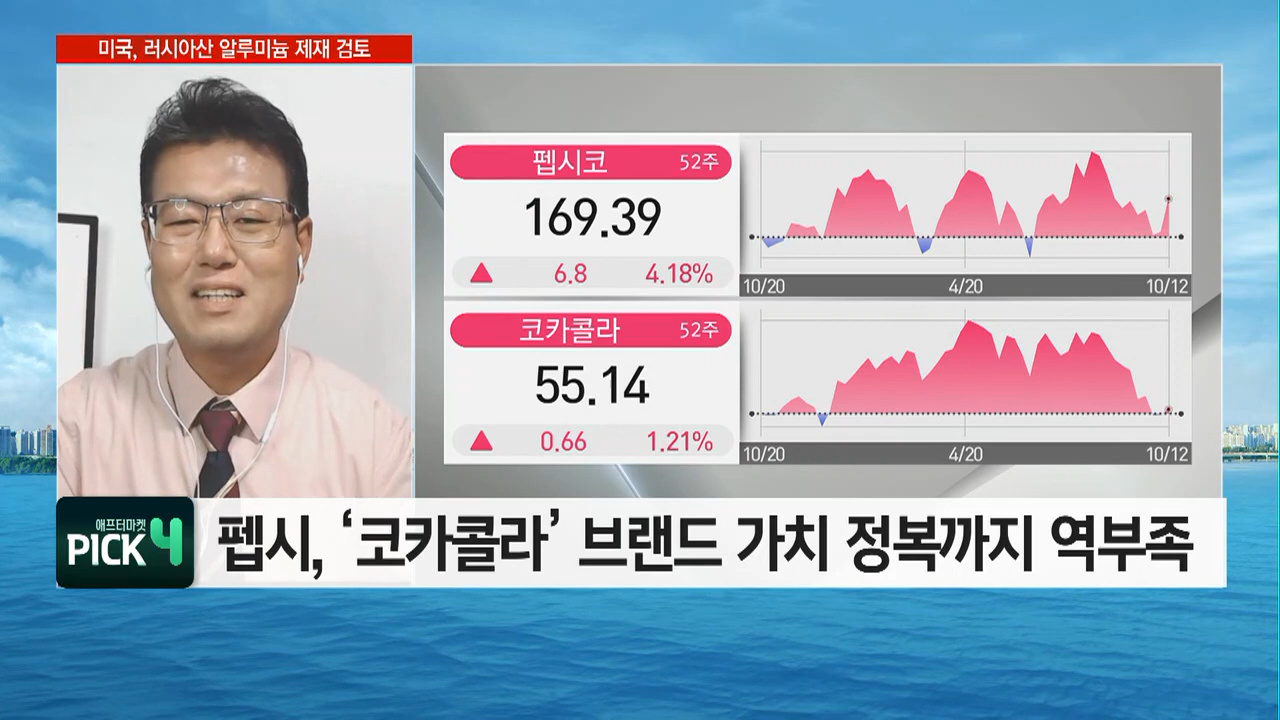 미국, 러시아산 알루미늄 제재 검토
펩시코 52주
169.39
▲ 6.8 4.18%
10/20 4/20 10/12
코카콜라 52주
55.14
▲ 0.66 1.21%
10/20 4/20 10/12
애프터마켓
PICK 4
펩시, ‘코카콜라’ 브랜드 가치 정복까지 역부족